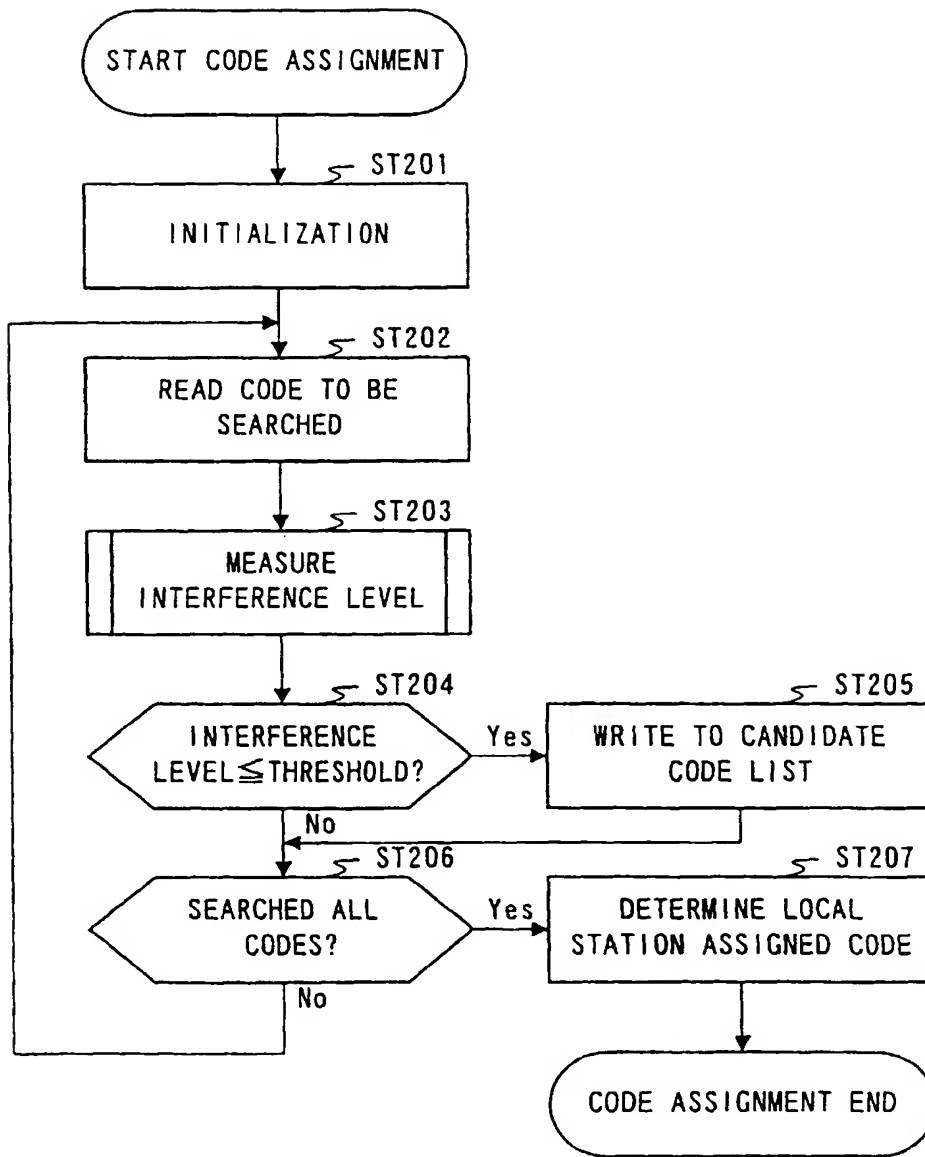 START CODE ASSIGNMENT
ST201
INITIALIZATION
ST202
READ CODE TO BE
SEARCHED
ST203
MEASURE
INTERFERENCE LEVEL
ST204
INTERFERENCE
LEVEL≦THRESHOLD?
Yes
No
ST205
WRITE TO CANDIDATE
CODE LIST
ST206
SEARCHED ALL
CODES?
Yes
No
ST207
DETERMINE LOCAL
STATION ASSIGNED CODE
CODE ASSIGNMENT END